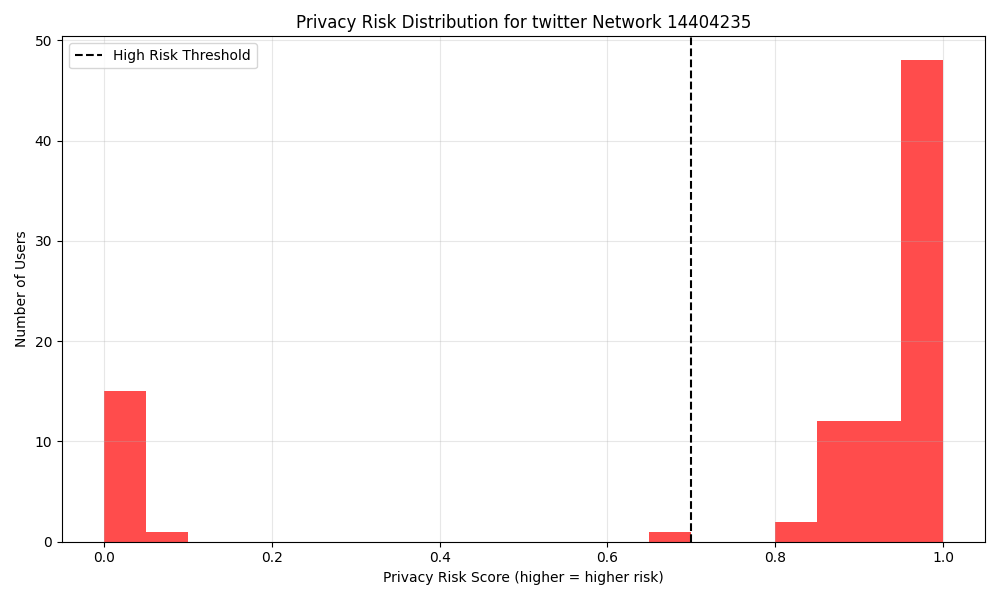 Privacy Risk Distribution for twitter Network 14404235
High Risk Threshold
Number of Users
50
40
30
20
10
0
0.0 0.2 0.4 0.6 0.8 1.0
Privacy Risk Score (higher = higher risk)